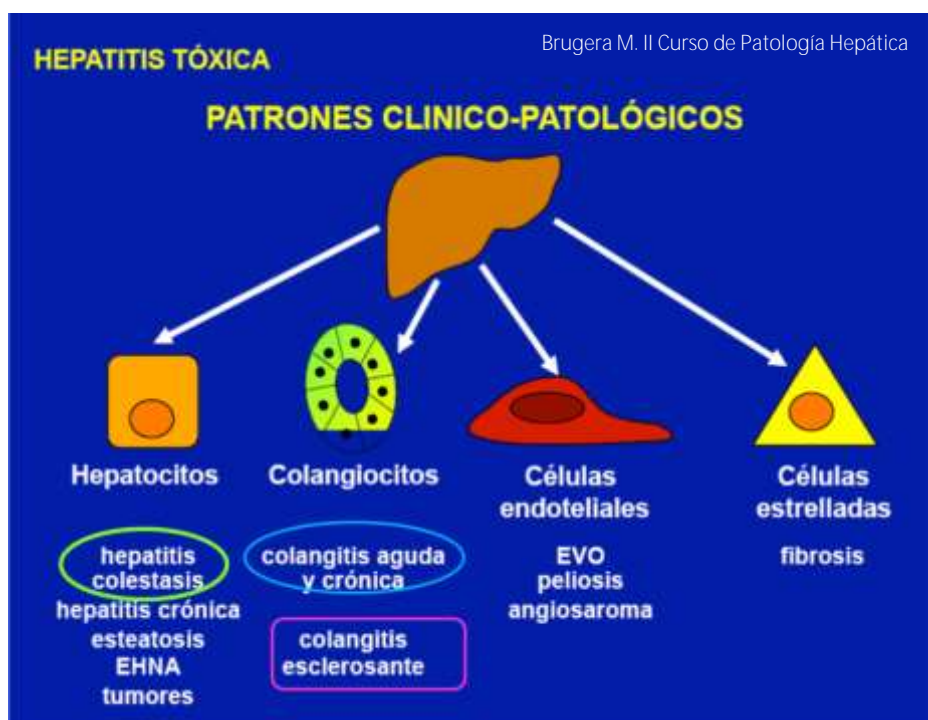 Brugera M. II Curso de Patología Hepática
HEPATITIS TÓXICA
PATRONES CLINICO-PATOLÓGICOS
Hepatocitos
hepatitis
colestasis
hepatitis crónica
esteatosis
EHNA
tumores
Colangiocitos
colangitis aguda
y crónica
colangitis
esclerosante
Células
endoteliales
EVO
peliosis
angiosaroma
Células
estrelladas
fibrosis